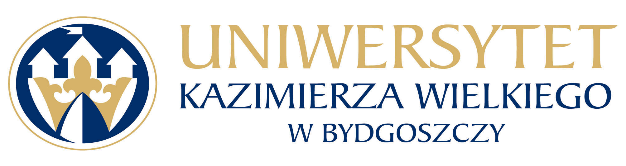 UNIWERSYTET
KAZIMIERZA WIELKIEGO
W BYDGOSZCZY